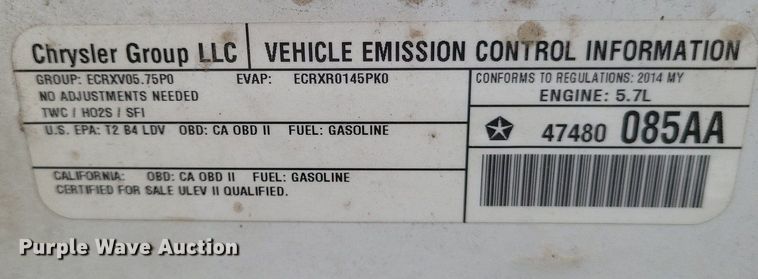 Chrysler Group LLC
VEHICLE EMISSION CONTROL INFORMATION
GROUP: ECRXV05.75P0 EVAP: ECRXR0145PK0
NO ADJUSTMENTS NEEDED
TWC / HO2S / SFI
CONFORMS TO REGULATIONS: 2014 MY
ENGINE: 5.7L
U.S. EPA: T2 B4 LDV OBD: CA OBD II FUEL: GASOLINE
47480 085AA
CALIFORNIA: OBD: CA OBD II FUEL: GASOLINE
CERTIFIED FOR SALE ULEV II QUALIFIED.
Purple Wave Auction